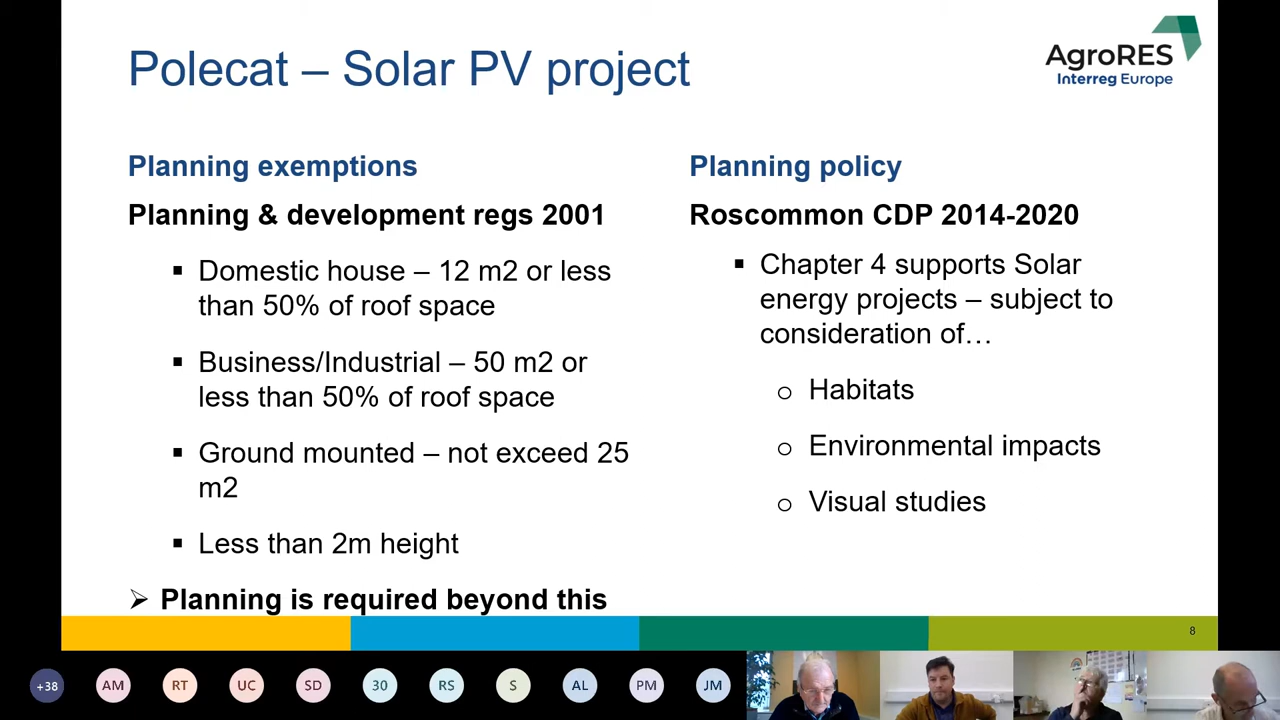 Polecat – Solar PV project
AgroRES
Interreg Europe
Planning exemptions
Planning & development regs 2001
▪ Domestic house – 12 m2 or less
than 50% of roof space
▪ Business/Industrial – 50 m2 or
less than 50% of roof space
▪ Ground mounted – not exceed 25
m2
▪ Less than 2m height
➢ Planning is required beyond this
Planning policy
Roscommon CDP 2014-2020
▪ Chapter 4 supports Solar
energy projects – subject to
consideration of…
o Habitats
o Environmental impacts
o Visual studies
8
+38 AM RT UC SD 30 RS S AL PM JM